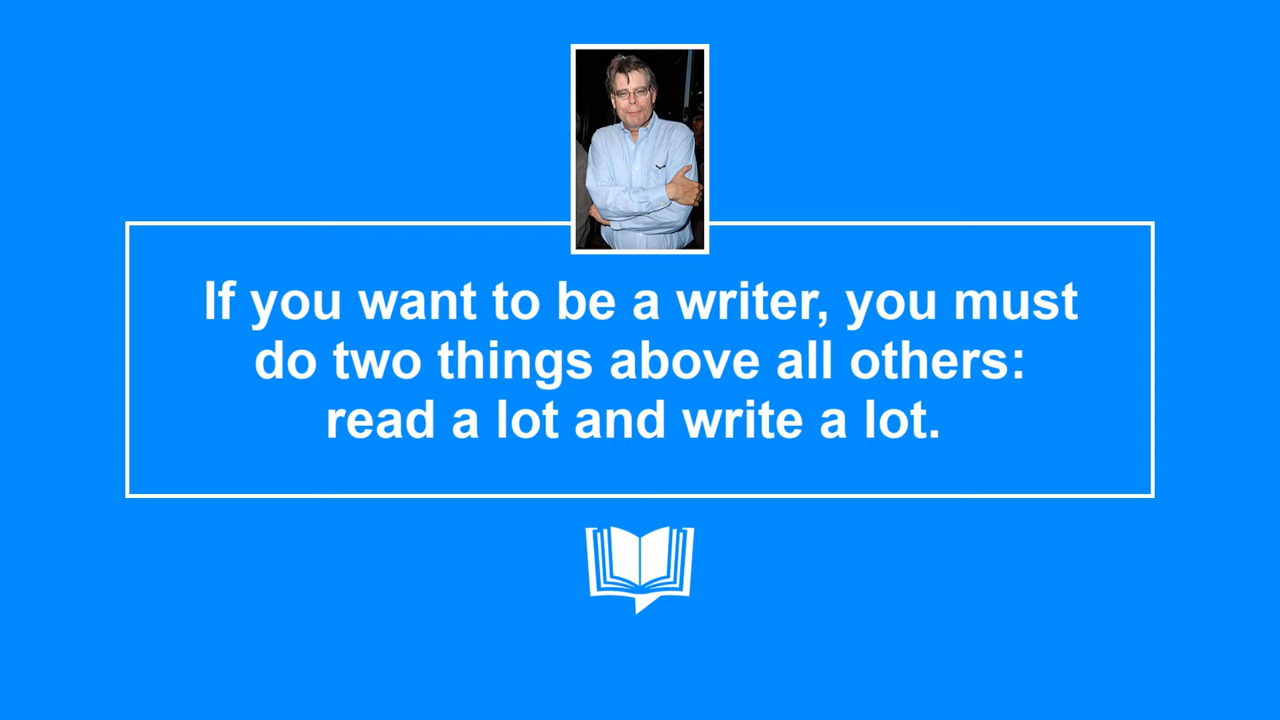 If you want to be a writer, you must
do two things above all others:
read a lot and write a lot.